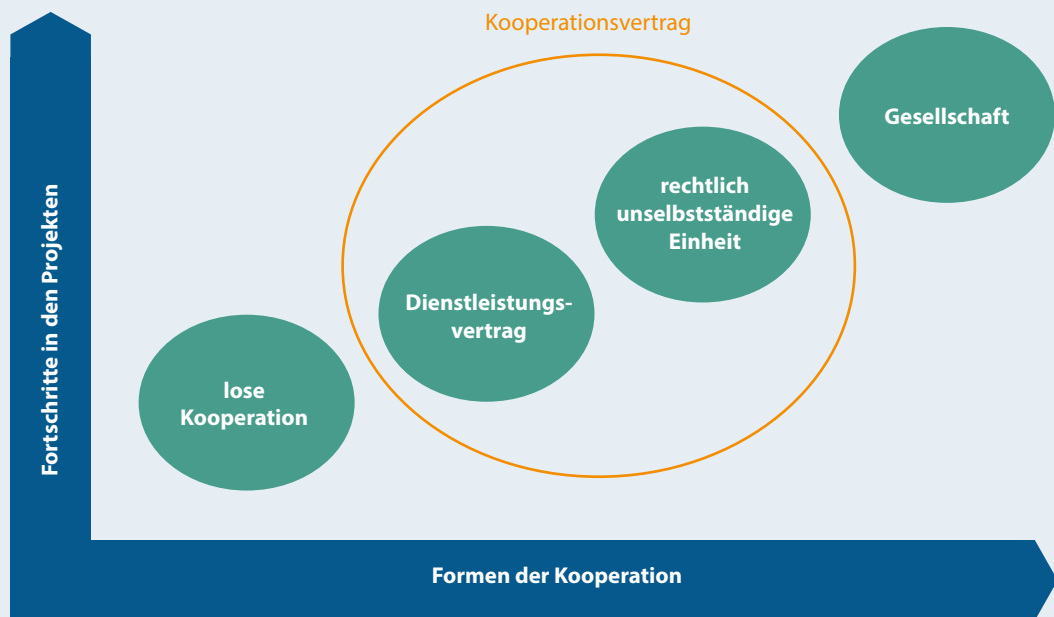 Kooperationsvertrag
Gesellschaft
rechtlich
unselbstständige
Einheit
Dienstleistungs-
vertrag
lose
Kooperation
Fortschritte in den Projekten
Formen der Kooperation